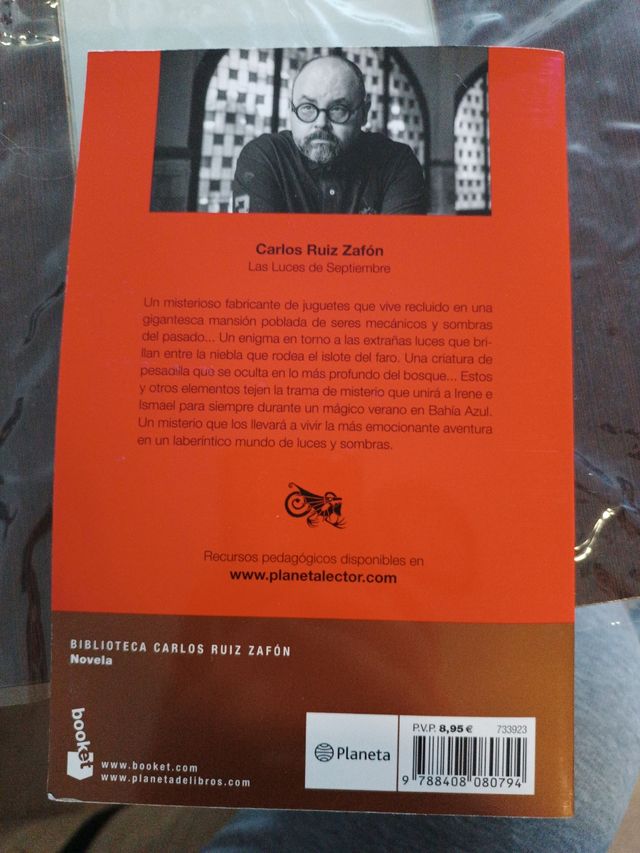 Carlos Ruiz Zafón
Las Luces de Septiembre
Un misterioso fabricante de juguetes que vive recluido en una
gigantesca mansión poblada de seres mecánicos y sombras
del pasado... Un enigma en torno a las extrañas luces que bri-
llan entre la niebla que rodea el islote del faro. Una criatura de
pesadilla que se oculta en lo más profundo del bosque... Estos
y otros elementos tejen la trama de misterio que unirá a Irene e
Ismael para siempre durante un mágico verano en Bahía Azul.
Un misterio que los llevará a vivir la más emocionante aventura
en un laberíntico mundo de luces y sombras.
Recursos pedagógicos disponibles en
www.planetalector.com
BIBLIOTECA CARLOS RUIZ ZAFÓN
Novela
booket
www.booket.com
www.planetadelibros.com
Planeta
P.V.P. 8,95 € 733923
9 788408 080794